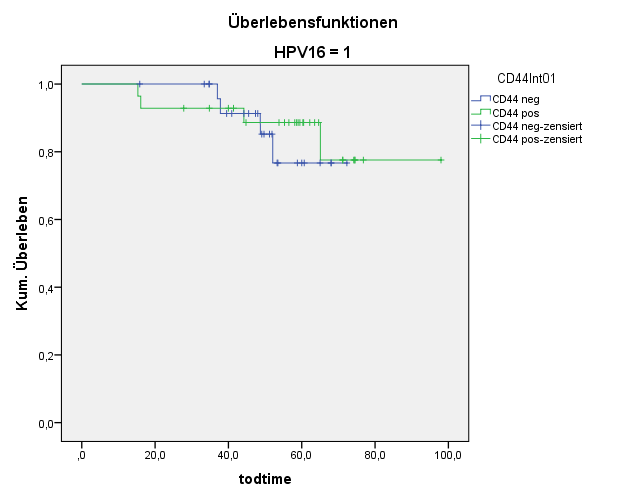 Überlebensfunktionen
HPV16 = 1
CD44Int01
CD44 neg
CD44 pos
CD44 neg-zensiert
CD44 pos-zensiert
Kum. Überleben
1,0
0,8
0,6
0,4
0,2
0,0
,0 20,0 40,0 60,0 80,0 100,0
todtime